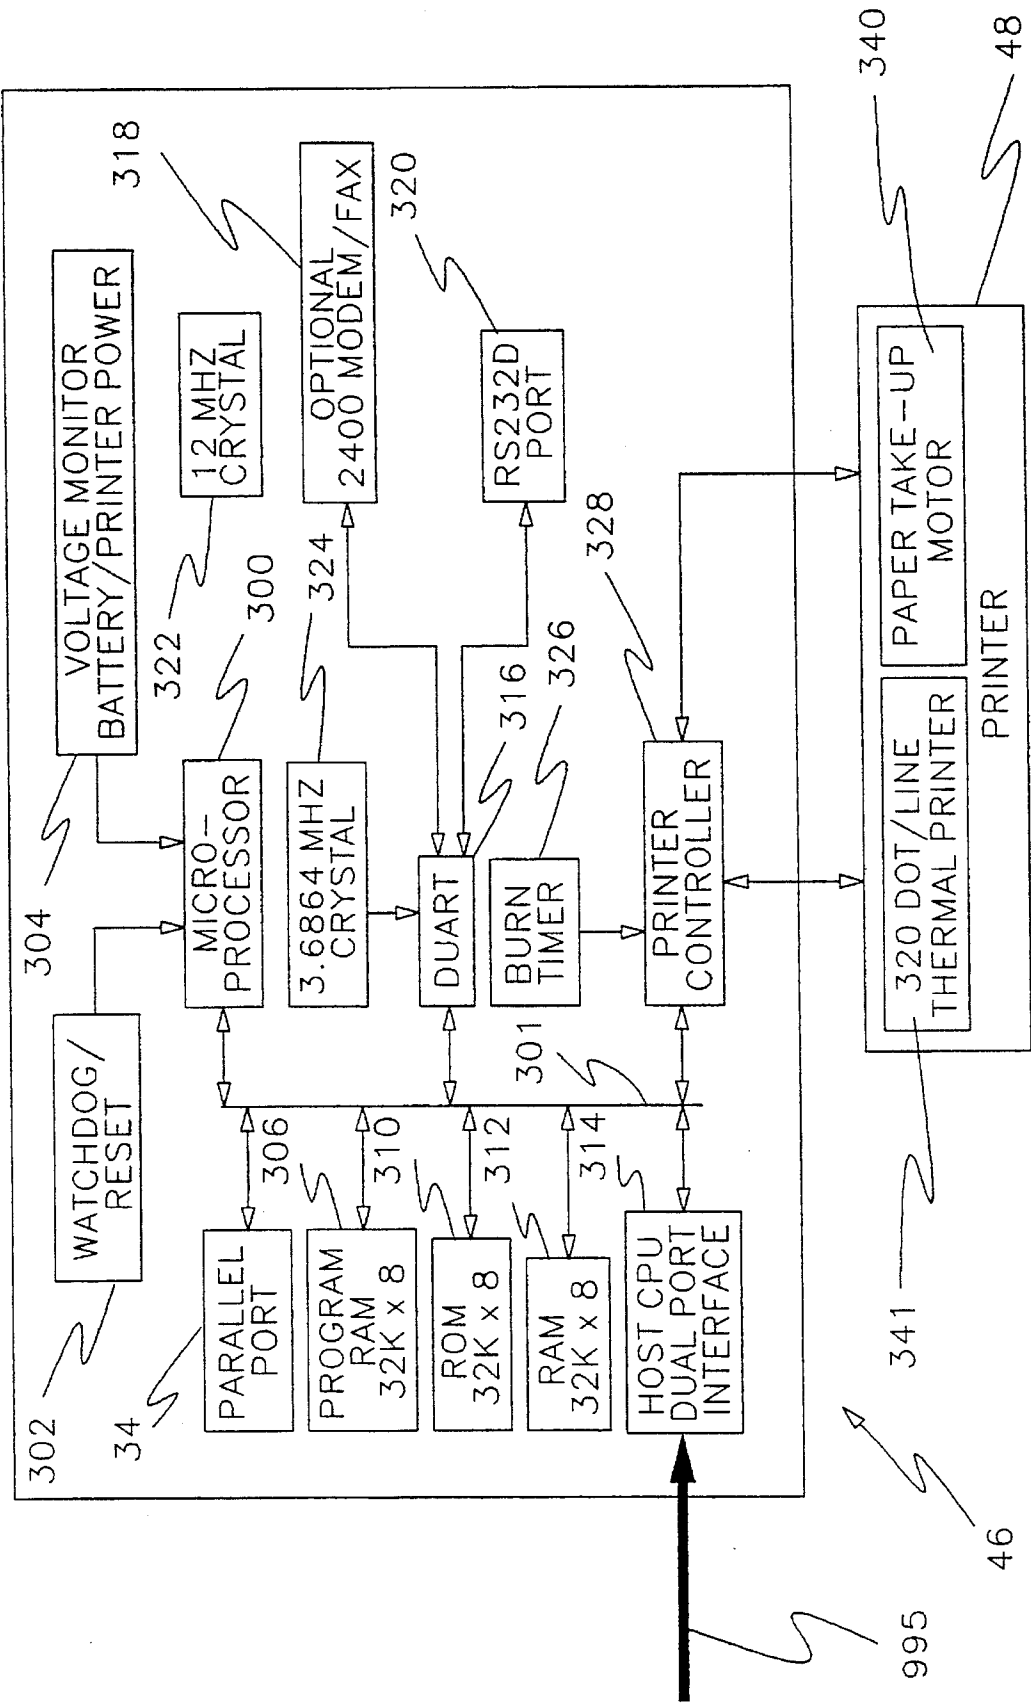 302
WATCHDOG/
RESET
304
VOLTAGE MONITOR
BATTERY/PRINTER POWER
322
12 MHZ
CRYSTAL
318
OPTIONAL
2400 MODEM/FAX
34
PARALLEL
PORT
306
PROGRAM
RAM
32K x 8
310
ROM
32K x 8
312
RAM
32K x 8
314
HOST CPU
DUAL PORT
INTERFACE
301
MICRO-
PROCESSOR
300
3.6864 MHZ
CRYSTAL
324
DUART
316
BURN
TIMER
326
PRINTER
CONTROLLER
328
320
RS232D
PORT
995
46
341
320 DOT/LINE
THERMAL PRINTER
PAPER TAKE--UP
MOTOR
PRINTER
340
48